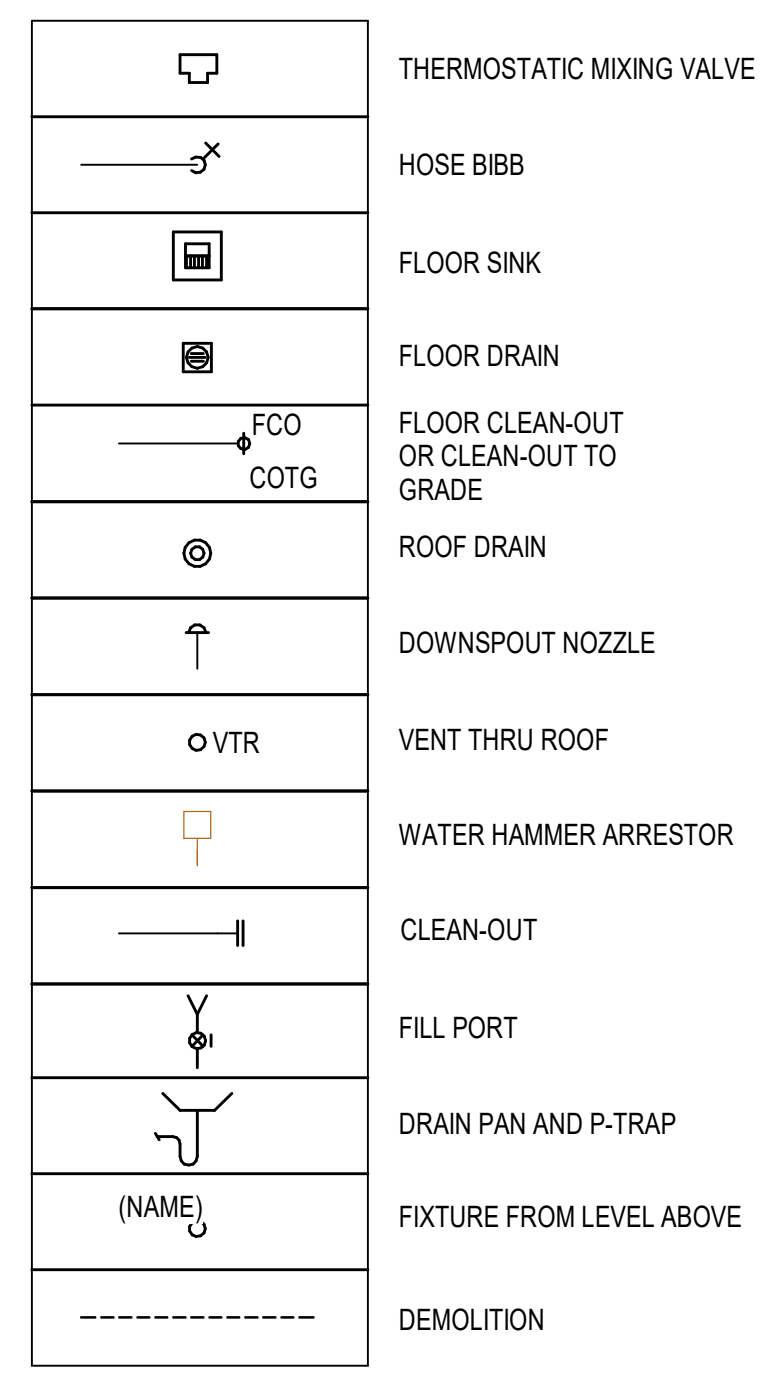 THERMOSTATIC MIXING VALVE
HOSE BIBB
FLOOR SINK
FLOOR DRAIN
FCO
COTG
FLOOR CLEAN-OUT
OR CLEAN-OUT TO
GRADE
ROOF DRAIN
DOWNSPOUT NOZZLE
VTR
VENT THRU ROOF
WATER HAMMER ARRESTOR
CLEAN-OUT
FILL PORT
DRAIN PAN AND P-TRAP
(NAME)
FIXTURE FROM LEVEL ABOVE
DEMOLITION